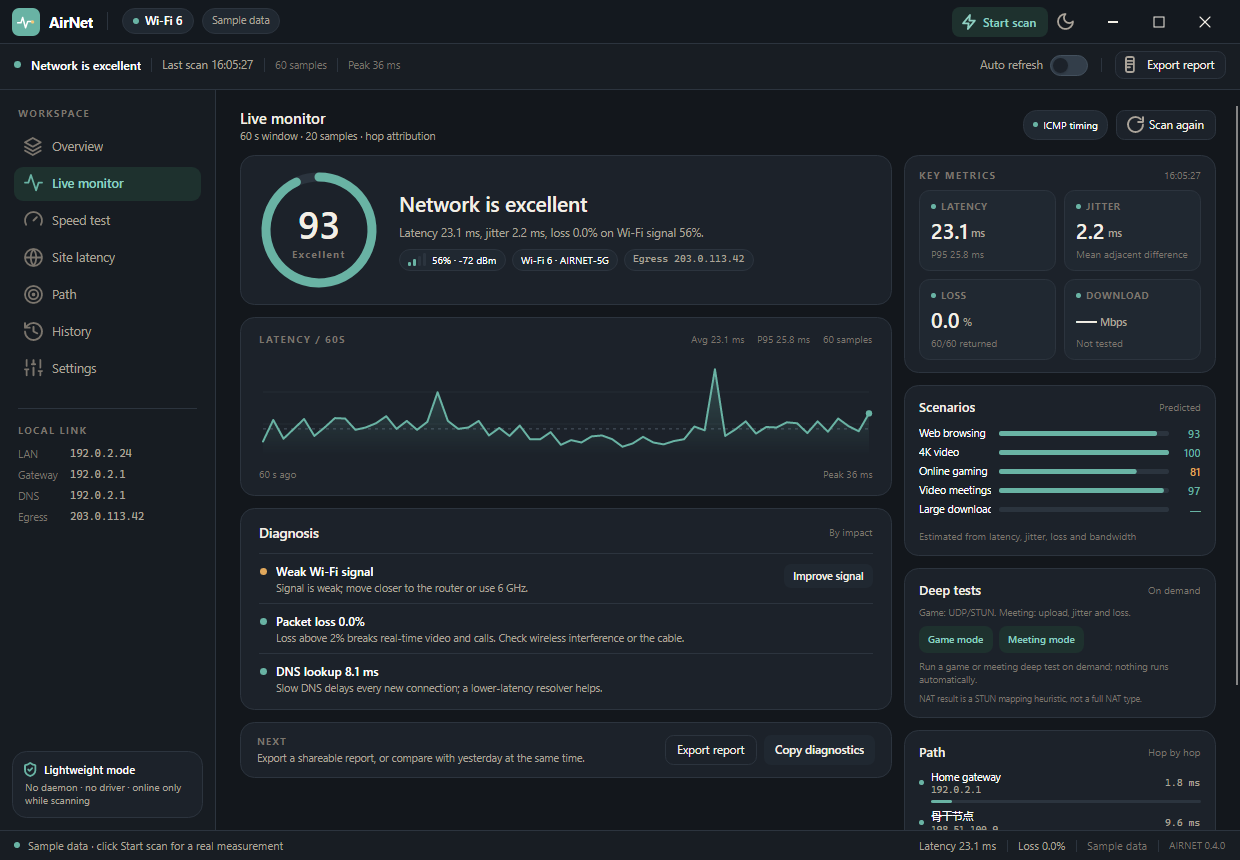 AirNet
Wi-Fi 6
Sample data
Start scan
Network is excellent
Last scan 16:05:27
60 samples
Peak 36 ms
Auto refresh
Export report
WORKSPACE
Overview
Live monitor
Speed test
Site latency
Path
History
Settings
LOCAL LINK
LAN 192.0.2.24
Gateway 192.0.2.1
DNS 192.0.2.1
Egress 203.0.113.42
Lightweight mode
No daemon · no driver · online only
while scanning
Live monitor
60 s window · 20 samples · hop attribution
ICMP timing
Scan again
93
Excellent
Network is excellent
Latency 23.1 ms, jitter 2.2 ms, loss 0.0% on Wi-Fi signal 56%.
56% · -72 dBm
Wi-Fi 6 · AIRNET-5G
Egress 203.0.113.42
LATENCY / 60S
Avg 23.1 ms
P95 25.8 ms
60 samples
60 s ago
Peak 36 ms
Diagnosis
By impact
Weak Wi-Fi signal
Signal is weak; move closer to the router or use 6 GHz.
Improve signal
Packet loss 0.0%
Loss above 2% breaks real-time video and calls. Check wireless interference or the cable.
DNS lookup 8.1 ms
Slow DNS delays every new connection; a lower-latency resolver helps.
NEXT
Export a shareable report, or compare with yesterday at the same time.
Export report
Copy diagnostics
KEY METRICS
16:05:27
LATENCY
23.1 ms
P95 25.8 ms
JITTER
2.2 ms
Mean adjacent difference
LOSS
0.0 %
60/60 returned
DOWNLOAD
— Mbps
Not tested
Scenarios
Predicted
Web browsing 93
4K video 100
Online gaming 81
Video meetings 97
Large downloac —
Estimated from latency, jitter, loss and bandwidth
Deep tests
On demand
Game: UDP/STUN. Meeting: upload, jitter and loss.
Game mode
Meeting mode
Run a game or meeting deep test on demand; nothing runs
automatically.
NAT result is a STUN mapping heuristic, not a full NAT type.
Path
Hop by hop
Home gateway
192.0.2.1
1.8 ms
骨干节点
9.6 ms
Sample data · click Start scan for a real measurement
Latency 23.1 ms
Loss 0.0%
Sample data
AIRNET 0.4.0